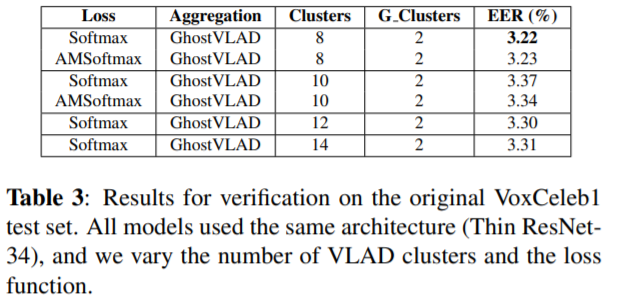 Loss Aggregation Clusters G_Clusters EER (%)
Softmax GhostVLAD 8 2 3.22
AMSoftmax GhostVLAD 8 2 3.23
Softmax GhostVLAD 10 2 3.37
AMSoftmax GhostVLAD 10 2 3.34
Softmax GhostVLAD 12 2 3.30
Softmax GhostVLAD 14 2 3.31
Table 3: Results for verification on the original VoxCeleb1
test set. All models used the same architecture (Thin ResNet-
34), and we vary the number of VLAD clusters and the loss
function.